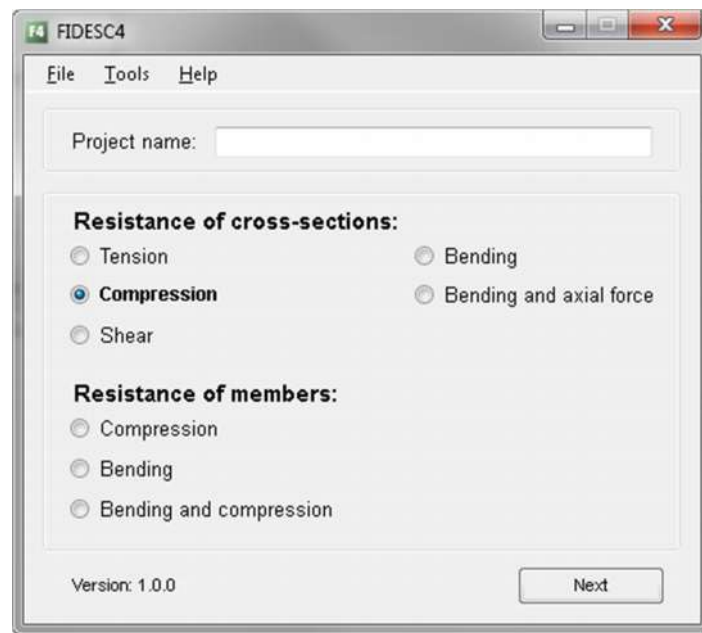 F4 FIDESC4
File Tools Help
Project name:
Resistance of cross-sections:
Tension
Bending
Compression
Bending and axial force
Shear
Resistance of members:
Compression
Bending
Bending and compression
Version: 1.0.0
Next